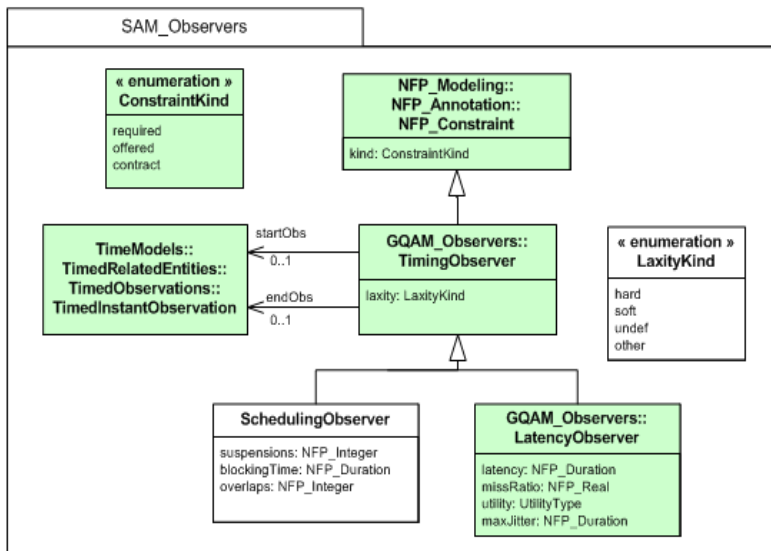 SAM_Observers
« enumeration »
ConstraintKind
required
offered
contract
NFP_Modeling::
NFP_Annotation::
NFP_Constraint
kind: ConstraintKind
TimeModels::
TimedRelatedEntities::
TimedObservations::
TimedInstantObservation
startObs
0..1
endObs
0..1
GQAM_Observers::
TimingObserver
laxity: LaxityKind
« enumeration »
LaxityKind
hard
soft
undef
other
SchedulingObserver
suspensions: NFP_Integer
blockingTime: NFP_Duration
overlaps: NFP_Integer
GQAM_Observers::
LatencyObserver
latency: NFP_Duration
missRatio: NFP_Real
utility: UtilityType
maxJitter: NFP_Duration